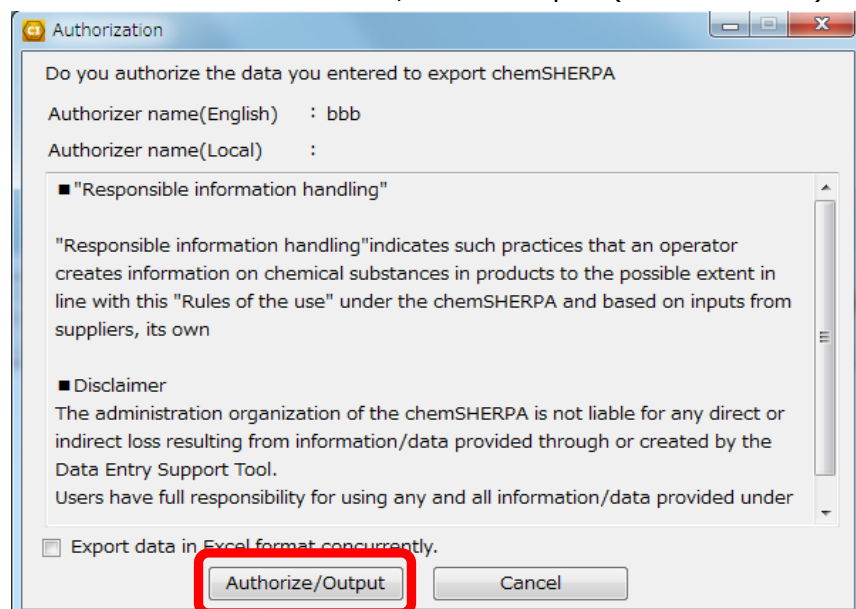 Authorization
Do you authorize the data you entered to export chemSHERPA
Authorizer name(English) : bbb
Authorizer name(Local) :
■"Responsible information handling"
"Responsible information handling"indicates such practices that an operator
creates information on chemical substances in products to the possible extent in
line with this "Rules of the use" under the chemSHERPA and based on inputs from
suppliers, its own
■Disclaimer
The administration organization of the chemSHERPA is not liable for any direct or
indirect loss resulting from information/data provided through or created by the
Data Entry Support Tool.
Users have full responsibility for using any and all information/data provided under
Export data in Excel format concurrently.
Authorize/Output Cancel